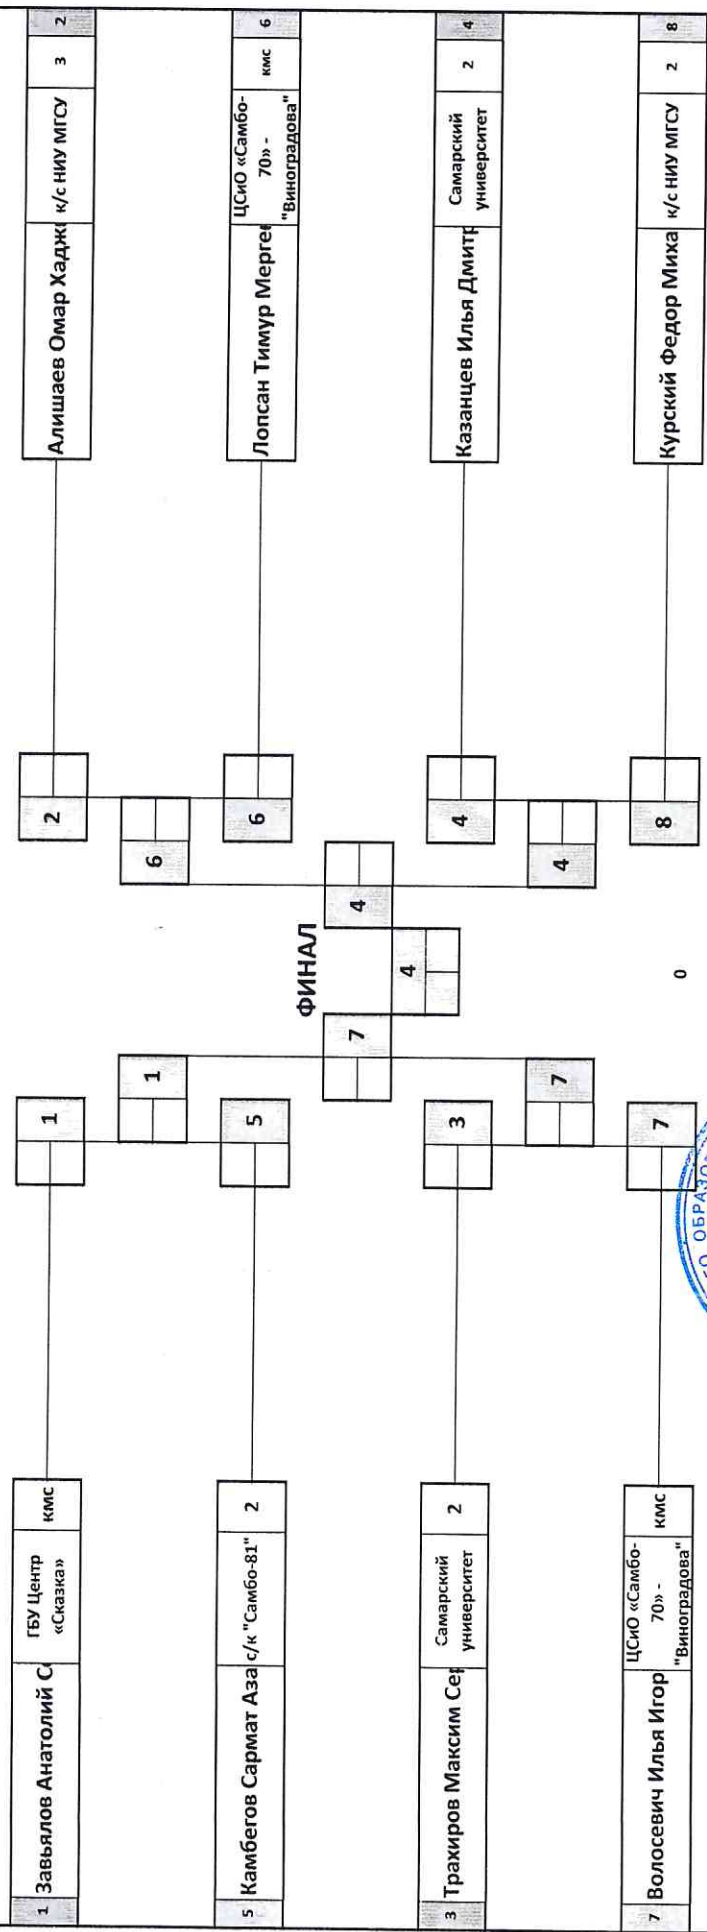 1 Завьялов Анатолий С ГБУ Центр «Сказка» кмс
5 Камбегов Сармат Аза с/к "Самбо-81" 2
3 Трахиров Максим Сер Самарский университет 2
7 Волосевич Илья Игор ЦСиО «Самбо-70» - "Виноградова" кмс
1
5
3
7
1
7
7
ФИНАЛ
4
4
6
4
2
6
4
8
0
Алишаев Омар Хадж к/с НИУ МГСУ 3 2
Лопсан Тимур Мерге ЦСиО «Самбо-70» - "Виноградова" кмс 6
Казанцев Илья Дмитр Самарский университет 2 4
Курский Федор Миха к/с НИУ МГСУ 2 8